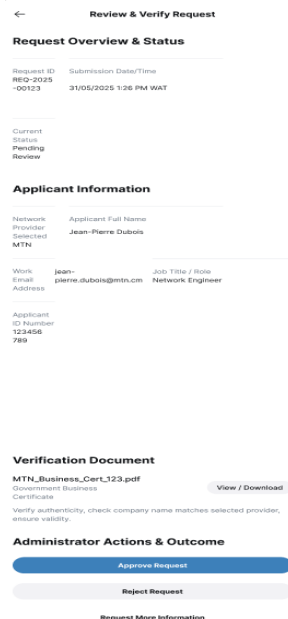 Review & Verify Request
Request Overview & Status
Request ID
REQ-2025
-00123
Submission Date/Time
31/05/2025 1:26 PM WAT
Current
Status
Pending
Review
Applicant Information
Network
Provider
Selected
MTN
Applicant Full Name
Jean-Pierre Dubois
Work
Email
Address
jean-
pierre.dubois@mtn.cm
Job Title / Role
Network Engineer
Applicant
ID Number
123456
789
Verification Document
MTN_Business_Cert_123.pdf
Government Business
Certificate
View / Download
Verify authenticity, check company name matches selected provider,
ensure validity.
Administrator Actions & Outcome
Approve Request
Reject Request
Request More Information